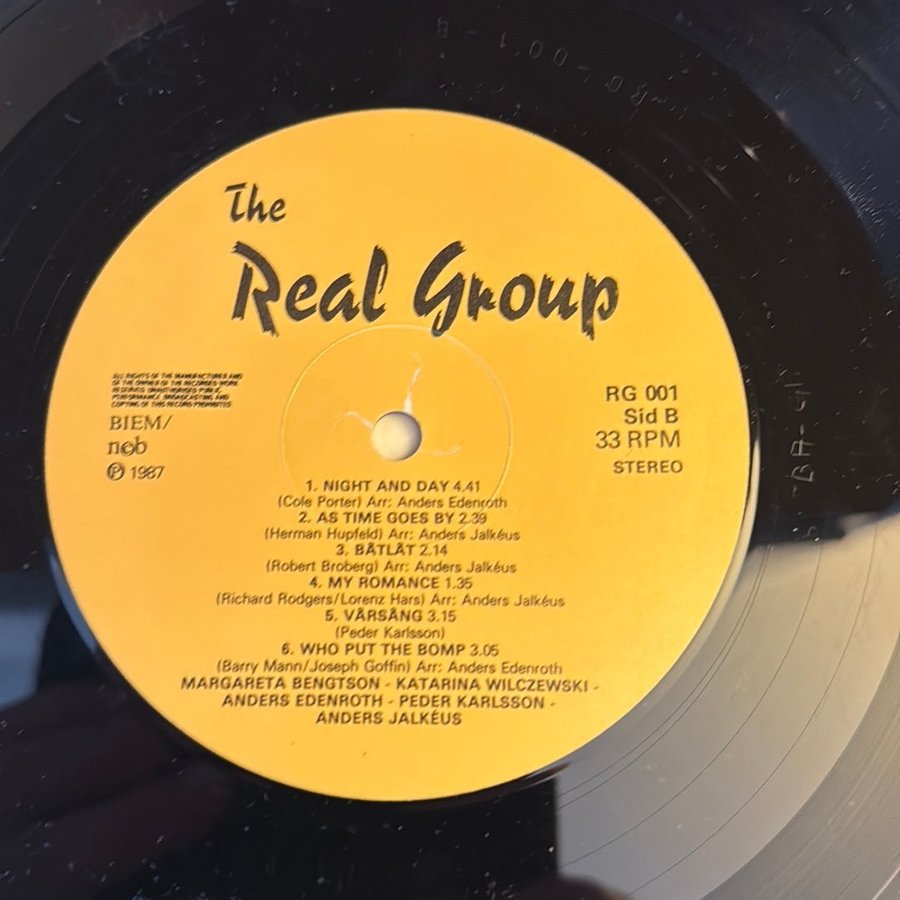 The
Real Group
ALL RIGHTS OF THE MANUFACTURER AND
OF THE OWNER OF THE RECORDED WORK
RESERVED. UNAUTHORISED PUBLIC
PERFORMANCE, BROADCASTING AND
COPYING OF THIS RECORD PROHIBITED.
BIEM/
n©b
℗ 1987
RG 001
Sid B
33 RPM
STEREO
1. NIGHT AND DAY 4.41
(Cole Porter) Arr: Anders Edenroth
2. AS TIME GOES BY 2.39
(Herman Hupfeld) Arr: Anders Jalkéus
3. BÅTLÅT 2.14
(Robert Broberg) Arr: Anders Jalkéus
4. MY ROMANCE 1.35
(Richard Rodgers/Lorenz Hars) Arr: Anders Jalkéus
5. VÅRSÅNG 3.15
(Peder Karlsson)
6. WHO PUT THE BOMP 3.05
(Barry Mann/Joseph Goffin) Arr: Anders Edenroth
MARGARETA BENGTSON - KATARINA WILCZEWSKI -
ANDERS EDENROTH - PEDER KARLSSON -
ANDERS JALKÉUS
RG-001-B